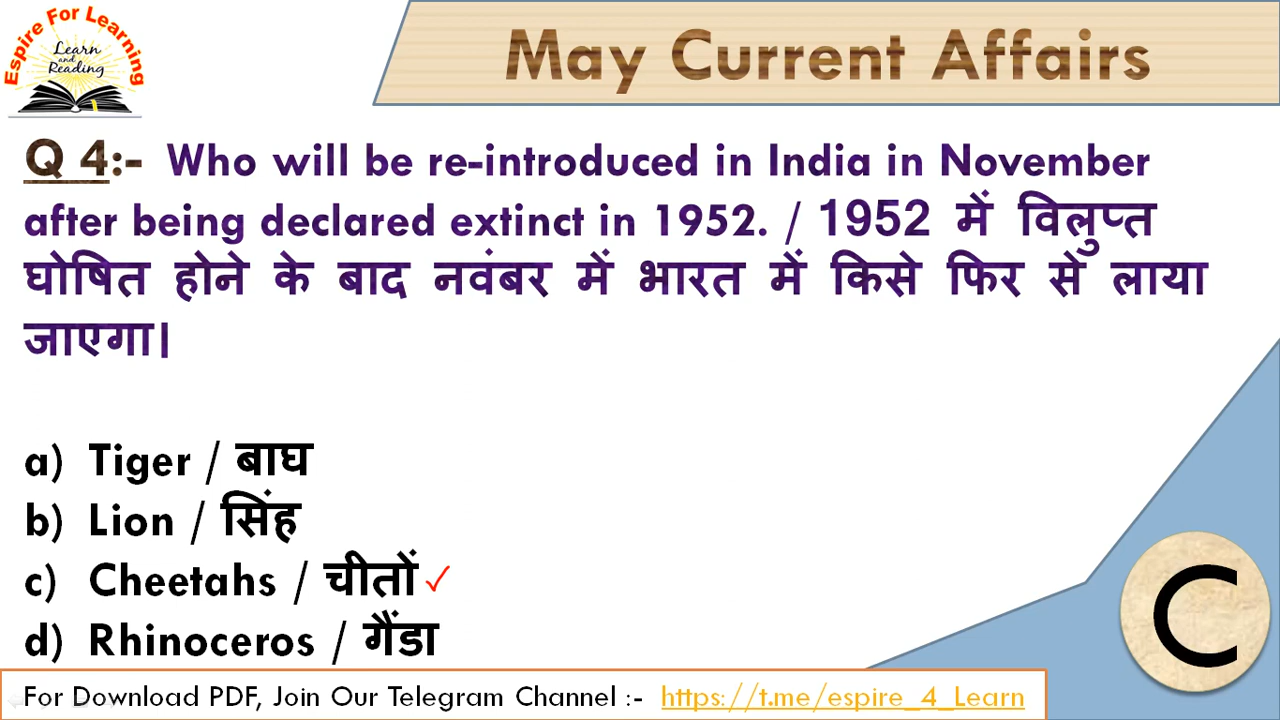 Espire For Learning
Learn
and
Reading
May Current Affairs
Q 4:- Who will be re-introduced in India in November
after being declared extinct in 1952. / 1952 में विलुप्त
घोषित होने के बाद नवंबर में भारत में किसे फिर से लाया
जाएगा।
a) Tiger / बाघ
b) Lion / सिंह
c) Cheetahs / चीतों ✓
d) Rhinoceros / गैंडा
C
For Download PDF, Join Our Telegram Channel :- https://t.me/espire_4_Learn